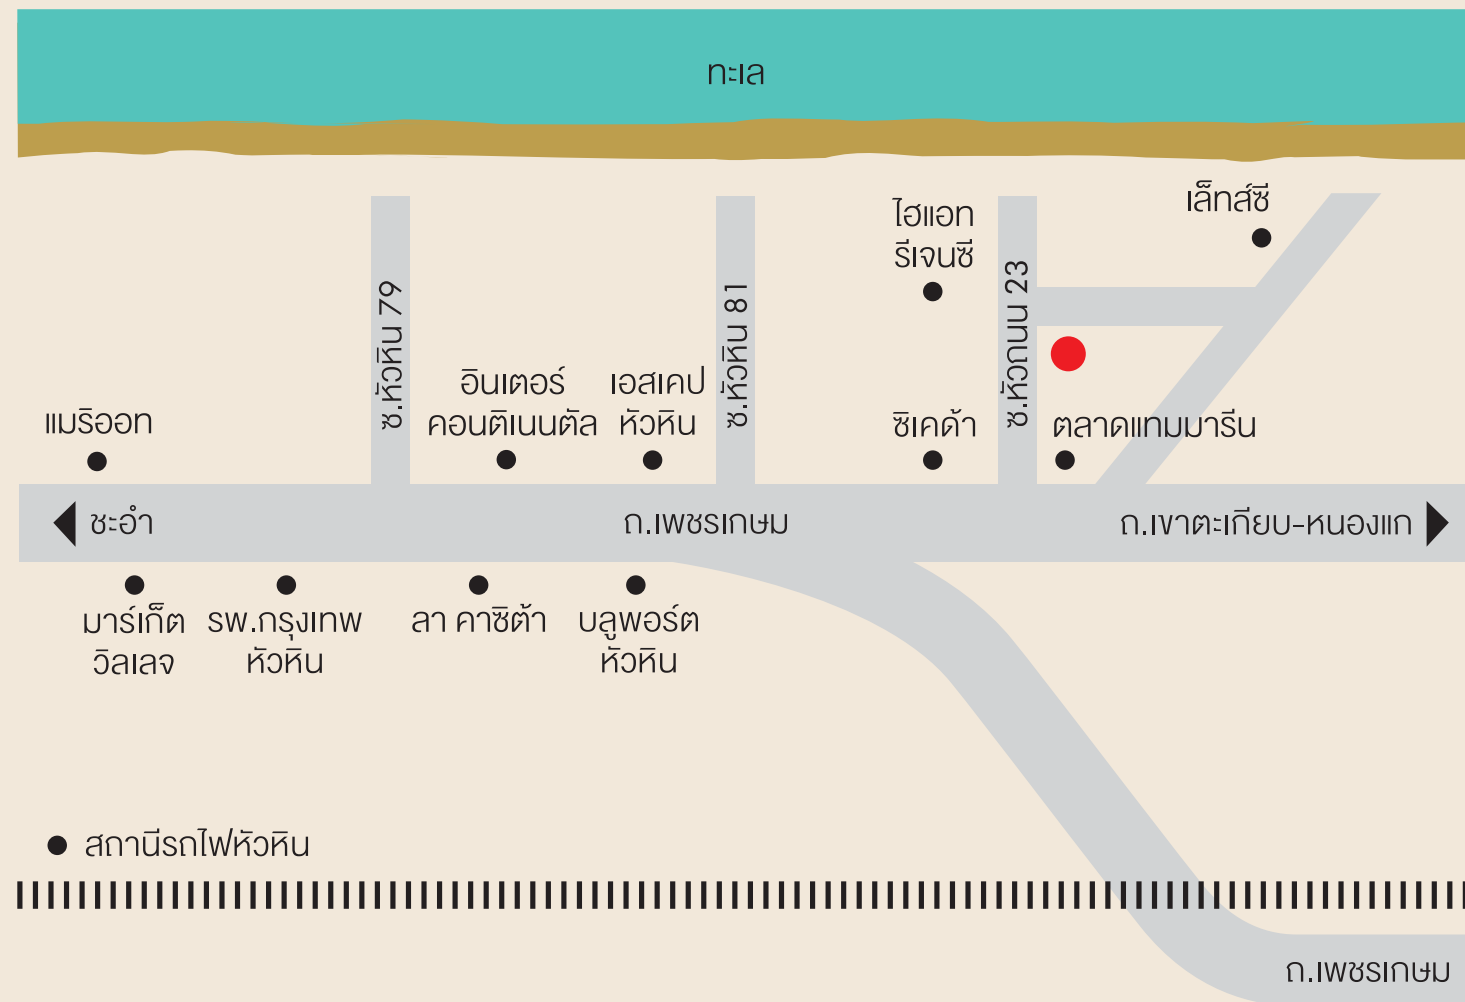 ทะเล
เล็ทส์ซี
ไฮแอท
รีเจนซี
ซ.หัวหิน 79
ซ.หัวหิน 81
ซ.หัวถนน 23
แมริออท
อินเตอร์
คอนติเนนตัล
เอสเคป
หัวหิน
ซิเคด้า
ตลาดแทมมารีน
ชะอำ
ถ.เพชรเกษม
ถ.เขาตะเกียบ-หนองแก
มาร์เก็ต
วิลเลจ
รพ.กรุงเทพ
หัวหิน
ลา คาซิต้า
บลูพอร์ต
หัวหิน
สถานีรถไฟหัวหิน
ถ.เพชรเกษม